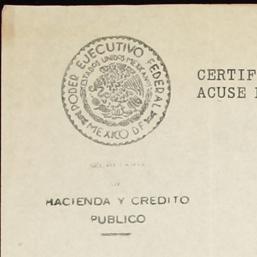 PODER EJECUTIVO FEDERAL
ESTADOS UNIDOS MEXICANOS
MEXICO D.F.
CERTIF
ACUSE
HACIENDA Y CREDITO
PUBLICO